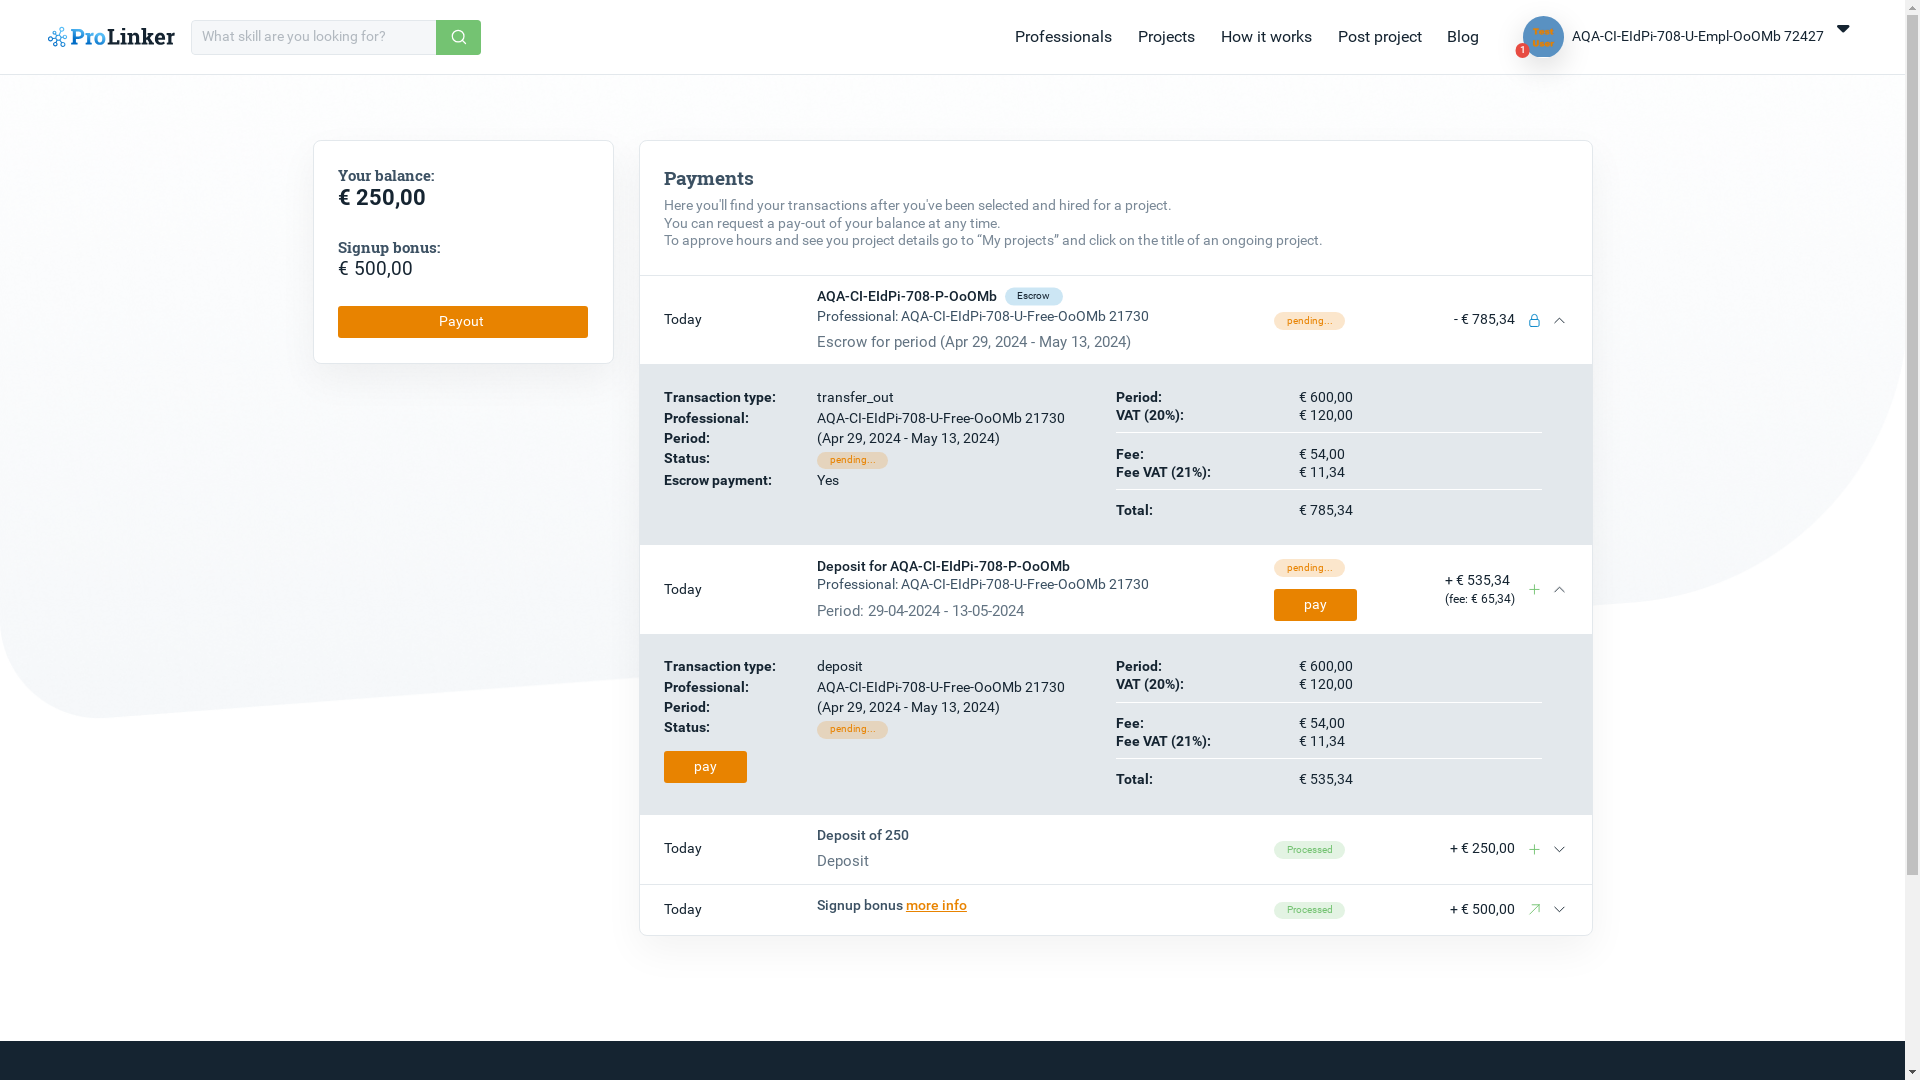 ProLinker
What skill are you looking for?
Professionals
Projects
How it works
Post project
Blog
Test
User
1
AQA-CI-EIdPi-708-U-Empl-OoOMb 72427
Your balance:
€ 250,00
Signup bonus:
€ 500,00
Payout
Payments
Here you'll find your transactions after you've been selected and hired for a project.
You can request a pay-out of your balance at any time.
To approve hours and see you project details go to “My projects” and click on the title of an ongoing project.
Today
AQA-CI-EIdPi-708-P-OoOMb Escrow
Professional: AQA-CI-EIdPi-708-U-Free-OoOMb 21730
Escrow for period (Apr 29, 2024 - May 13, 2024)
pending...
- € 785,34
Transaction type: transfer_out
Professional: AQA-CI-EIdPi-708-U-Free-OoOMb 21730
Period: (Apr 29, 2024 - May 13, 2024)
Status: pending...
Escrow payment: Yes
Period: € 600,00
VAT (20%): € 120,00
Fee: € 54,00
Fee VAT (21%): € 11,34
Total: € 785,34
Today
Deposit for AQA-CI-EIdPi-708-P-OoOMb
Professional: AQA-CI-EIdPi-708-U-Free-OoOMb 21730
Period: 29-04-2024 - 13-05-2024
pending...
pay
+ € 535,34
(fee: € 65,34)
Transaction type: deposit
Professional: AQA-CI-EIdPi-708-U-Free-OoOMb 21730
Period: (Apr 29, 2024 - May 13, 2024)
Status: pending...
pay
Period: € 600,00
VAT (20%): € 120,00
Fee: € 54,00
Fee VAT (21%): € 11,34
Total: € 535,34
Today
Deposit of 250
Deposit
Processed
+ € 250,00
Today
Signup bonus more info
Processed
+ € 500,00